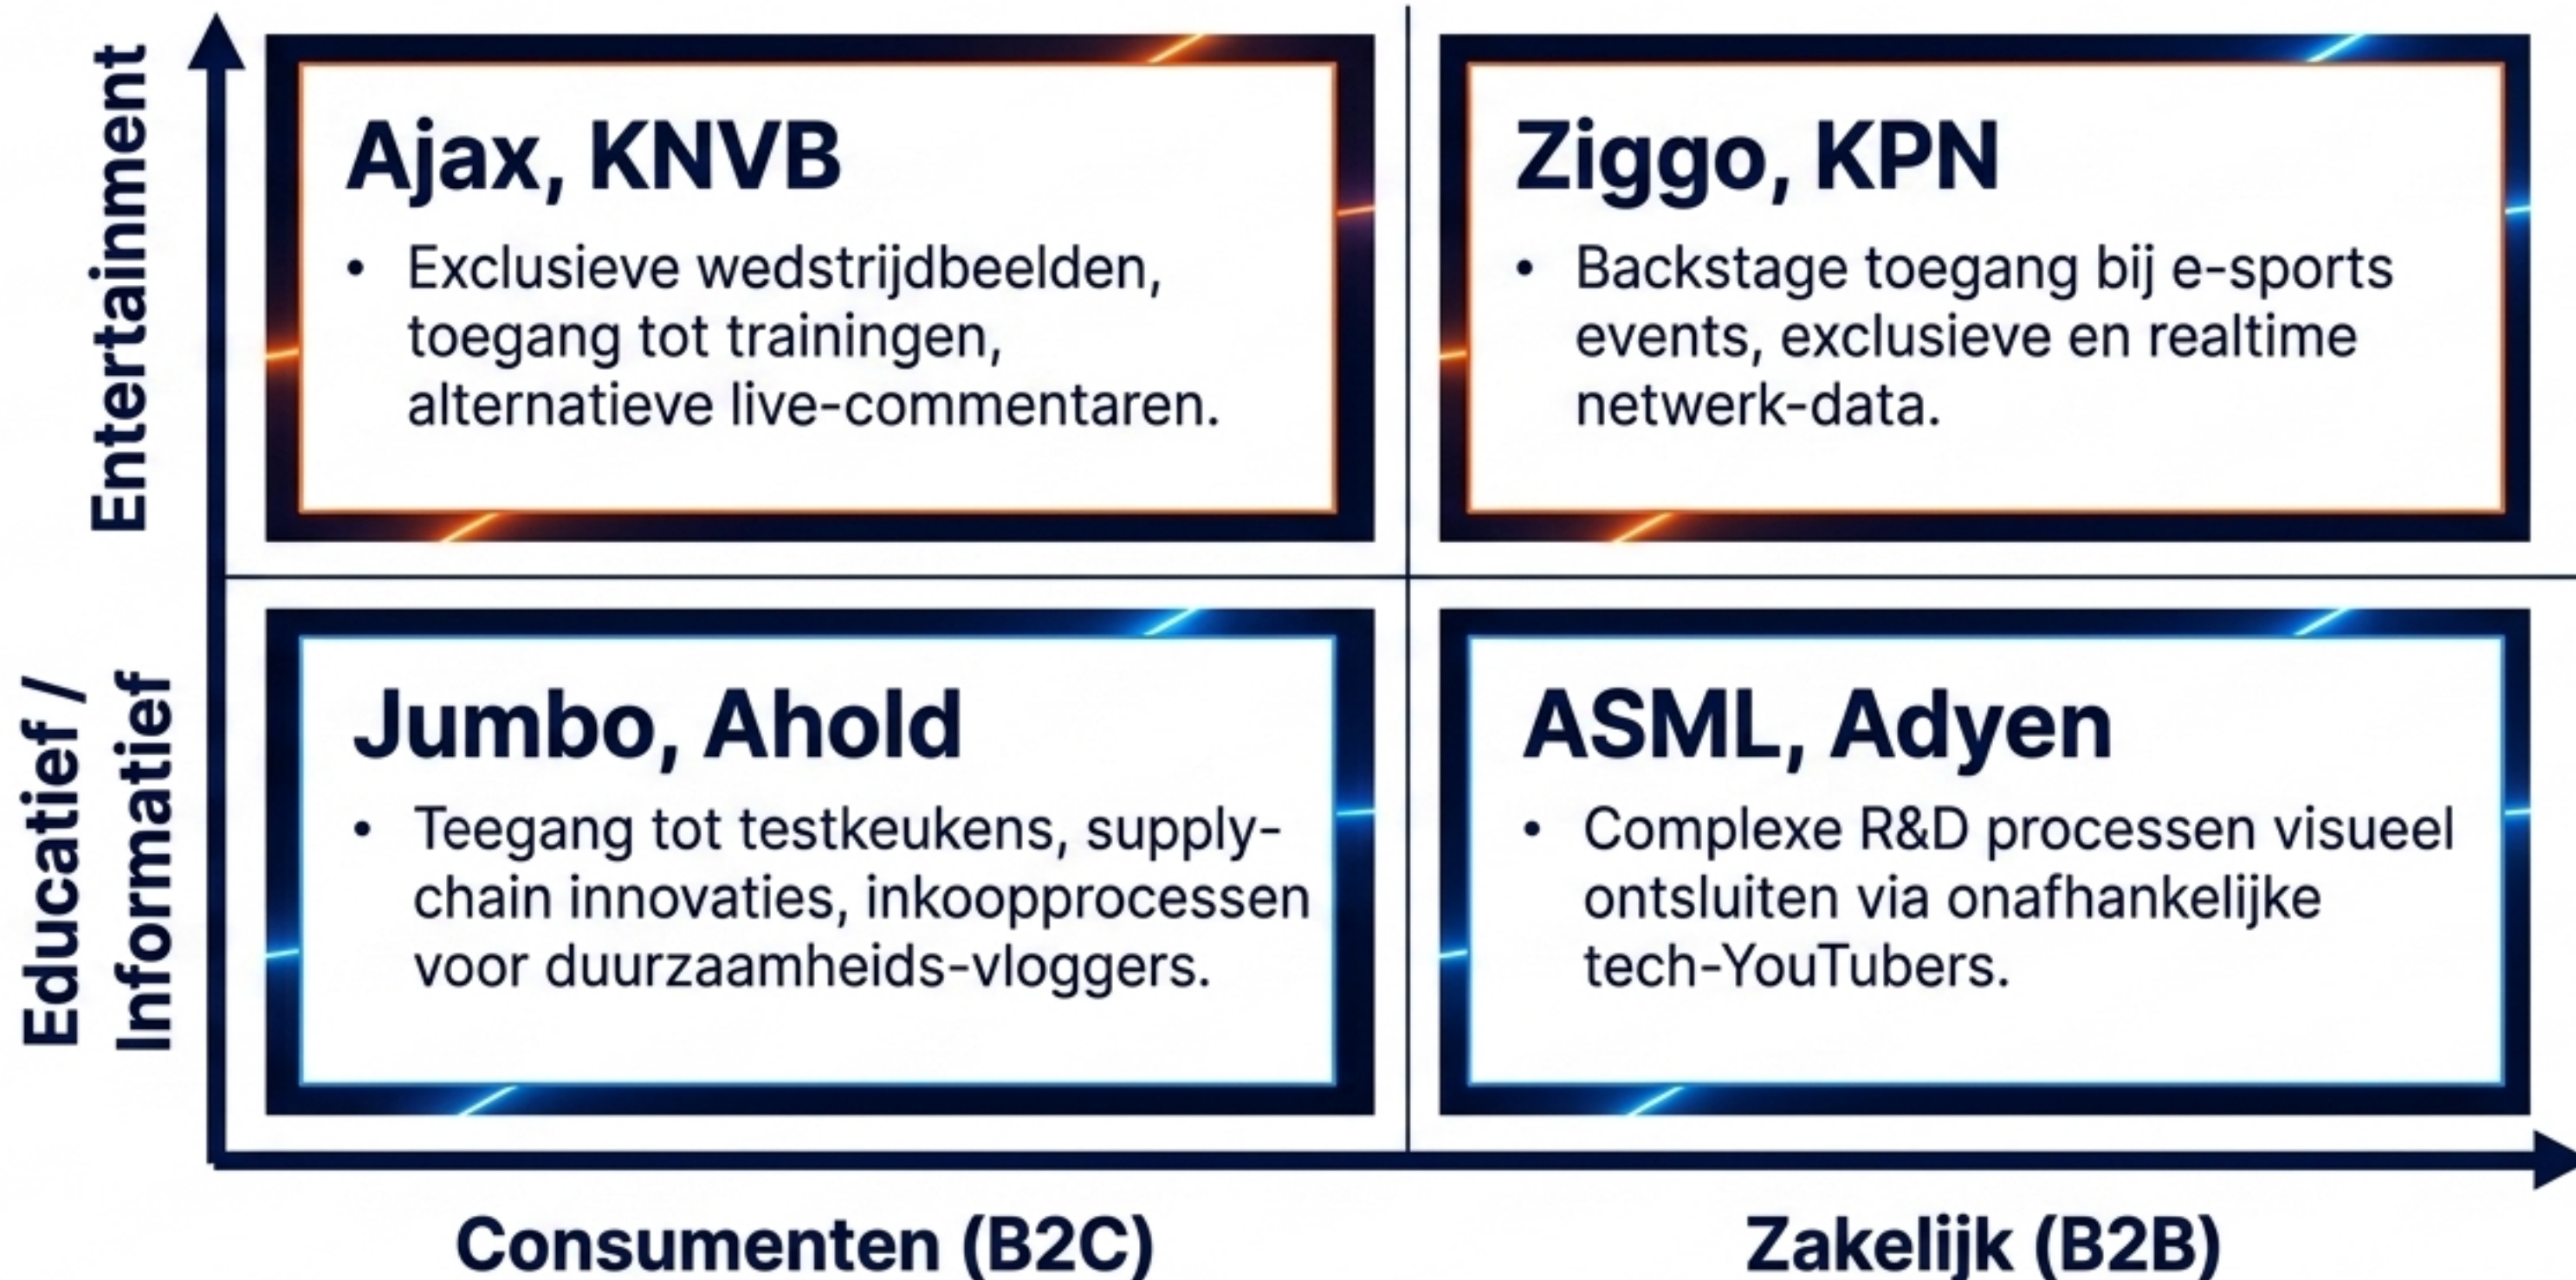 Entertainment
Ajax, KNVB
• Exclusieve wedstrijdbeelden,
toegang tot trainingen,
alternatieve live-commentaren.
Ziggo, KPN
• Backstage toegang bij e-sports
events, exclusieve en realtime
netwerk-data.
Educatief /
Informatief
Jumbo, Ahold
• Teegang tot testkeukens, supply-
chain innovaties, inkoopprocessen
voor duurzaamheids-vloggers.
ASML, Adyen
• Complexe R&D processen visueel
ontsluiten via onafhankelijke
tech-YouTubers.
Consumenten (B2C)
Zakelijk (B2B)